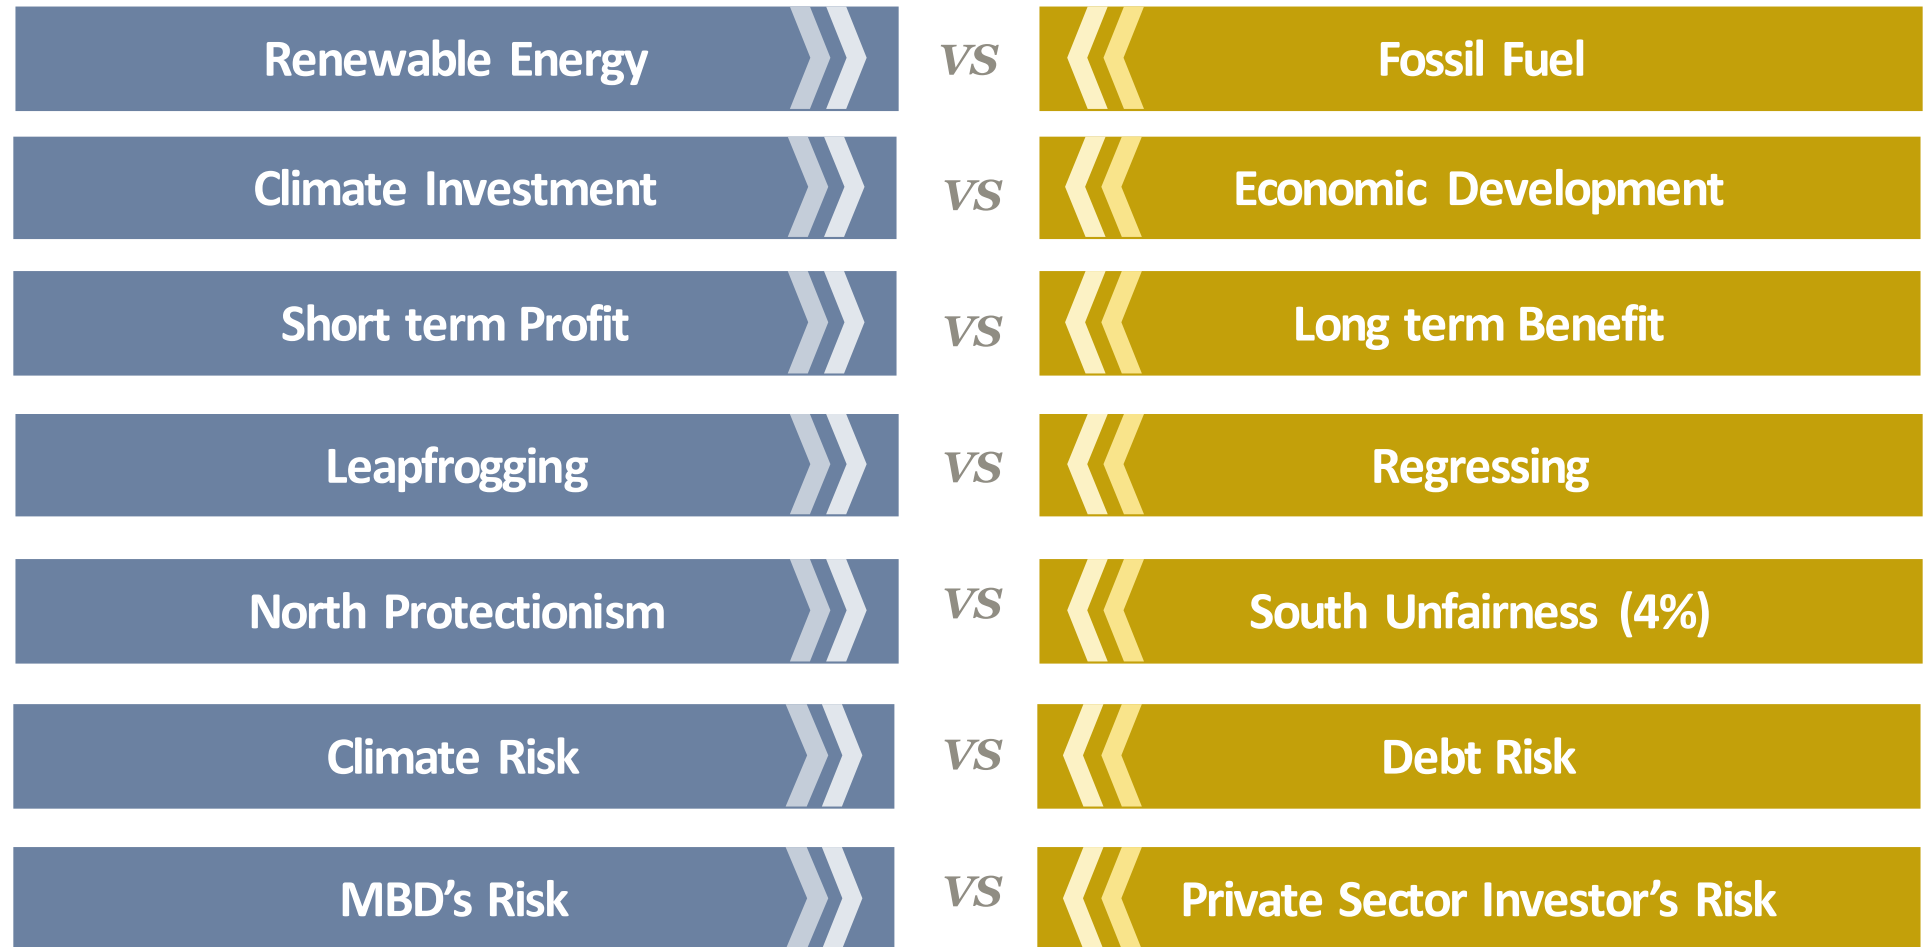 Renewable Energy vs Fossil Fuel
Climate Investment vs Economic Development
Short term Profit vs Long term Benefit
Leapfrogging vs Regressing
North Protectionism vs South Unfairness (4%)
Climate Risk vs Debt Risk
MBD’s Risk vs Private Sector Investor’s Risk